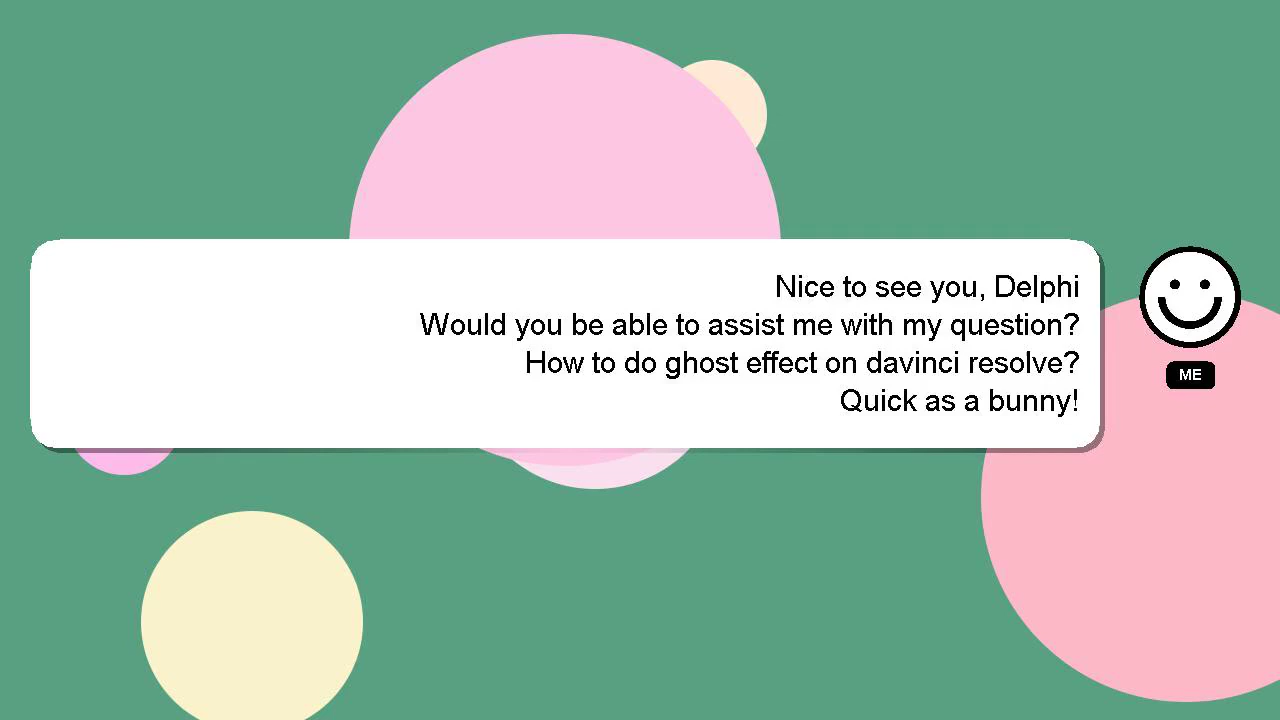 Nice to see you, Delphi
Would you be able to assist me with my question?
How to do ghost effect on davinci resolve?
Quick as a bunny!
ME